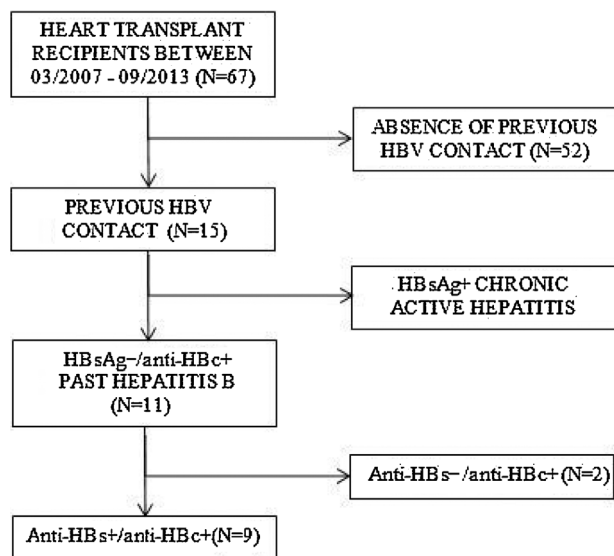 HEART TRANSPLANT
RECIPIENTS BETWEEN
03/2007 - 09/2013 (N=67)
ABSENCE OF PREVIOUS
HBV CONTACT (N=52)
PREVIOUS HBV
CONTACT (N=15)
HBsAg+ CHRONIC
ACTIVE HEPATITIS
HBsAg−/anti-HBc+
PAST HEPATITIS B
(N=11)
Anti-HBs−/anti-HBc+(N=2)
Anti-HBs+/anti-HBc+(N=9)